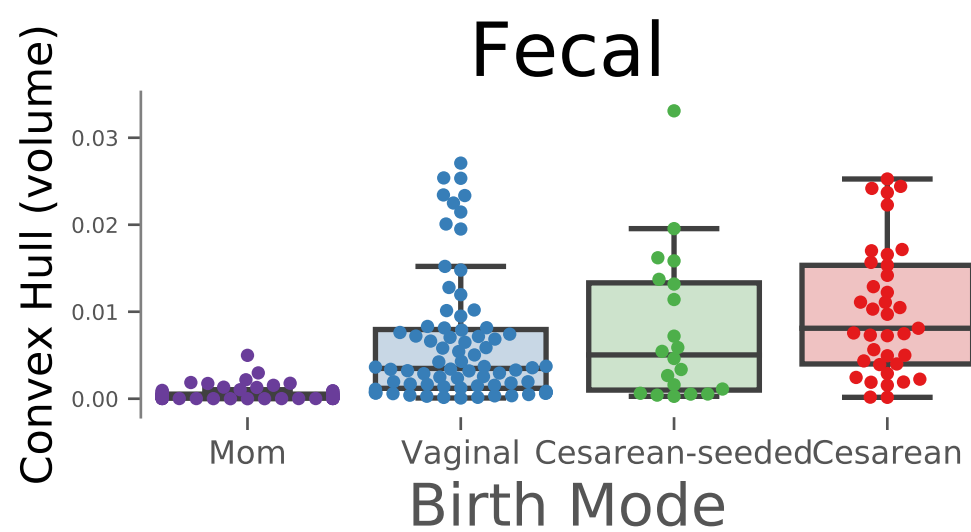 Fecal
Convex Hull (volume)
0.03
0.02
0.01
0.00
Mom Vaginal Cesarean-seeded Cesarean
Birth Mode